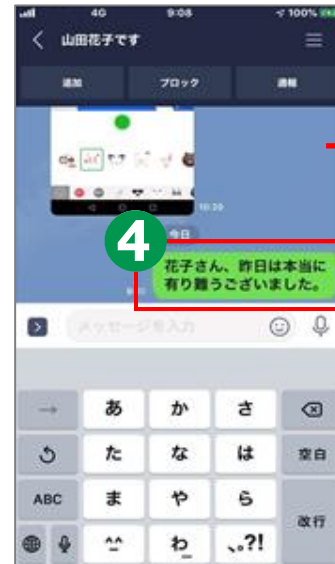 4G 9:08 100%
山田花子です
追加 ブロック 通報
10:39
今日
4
花子さん、昨日は本当に
有り難うございました。
メッセージを入力
→ あ か さ
た な は 空白
ABC ま や ら
改行
^^ わ_ 、。?!